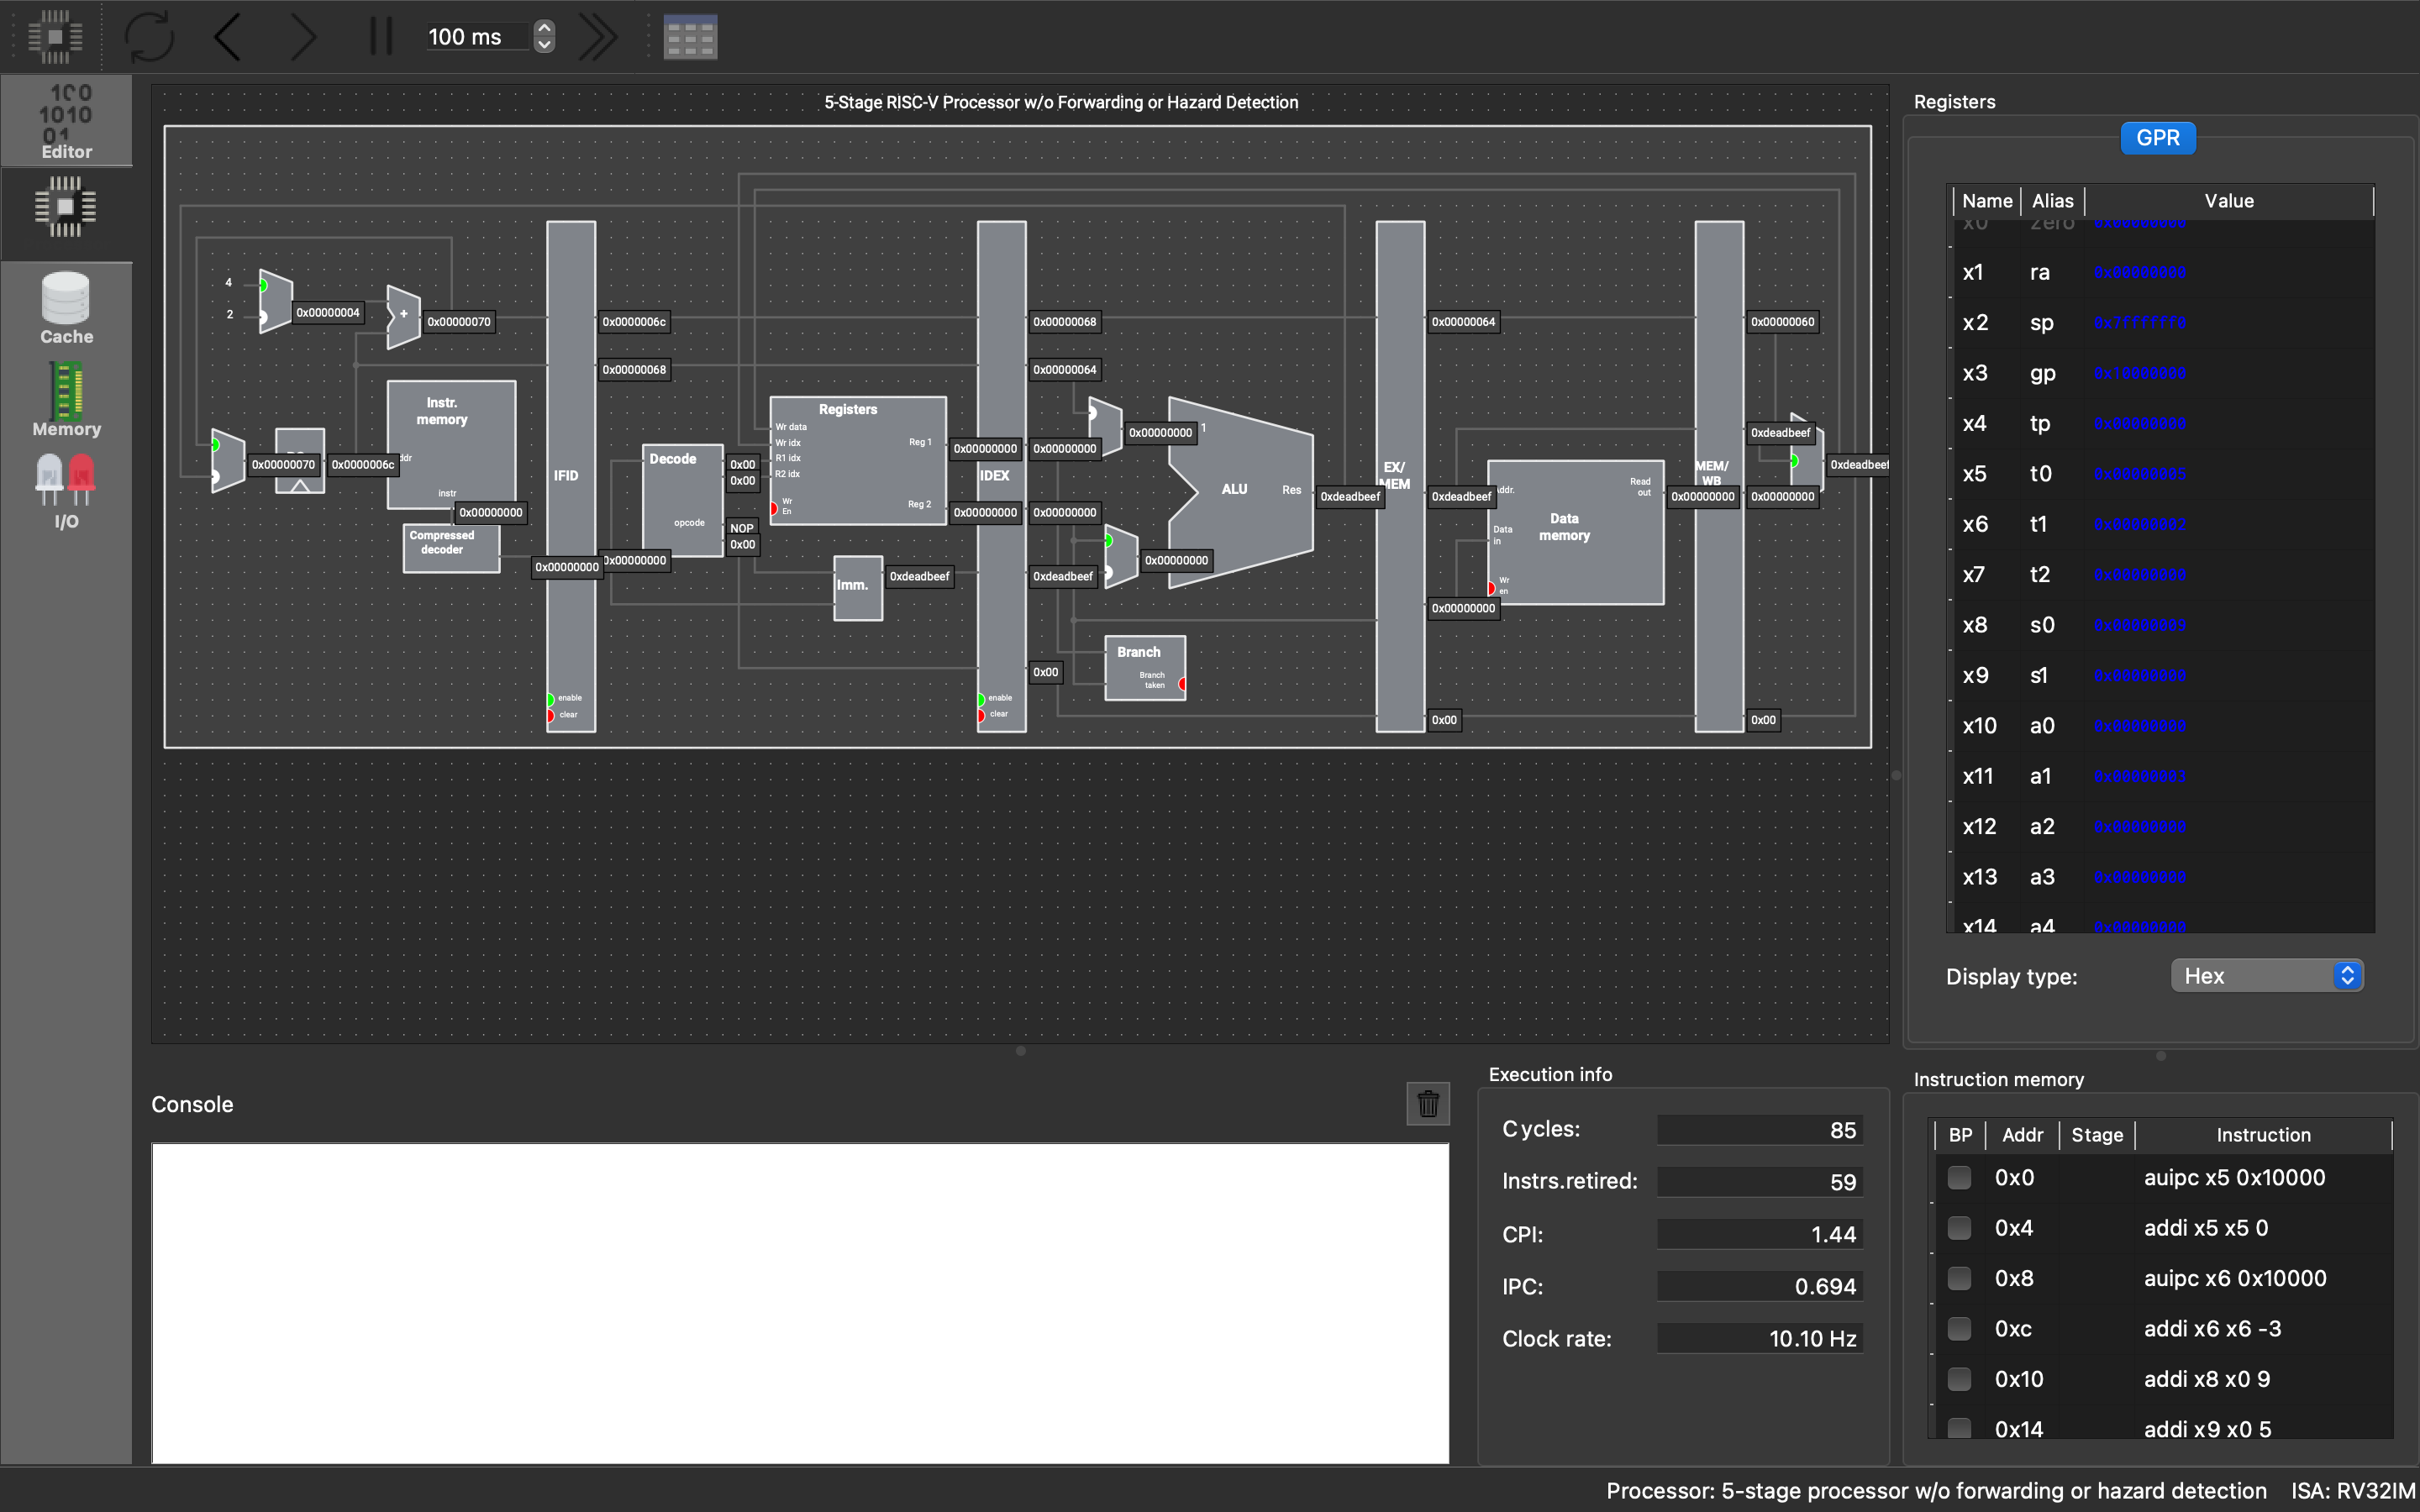 100 ms
100
1010
01
Editor
Cache
Memory
I/O
5-Stage RISC-V Processor w/o Forwarding or Hazard Detection
4
2
0x00000004
+
0x00000070
0x00000070
0x0000006c
Instr.
memory
ddr
instr
0x00000000
Compressed
decoder
0x00000000
IFID
enable
clear
0x0000006c
0x00000068
0x00000000
Decode
opcode
0x00
0x00
NOP
0x00
Registers
Wr data
Wr idx
R1 idx
R2 idx
Wr
En
Reg 1
Reg 2
0x00000000
0x00000000
Imm.
0xdeadbeef
IDEX
enable
clear
0x00000068
0x00000064
0x00000000
0x00000000
0xdeadbeef
0x00
0x00000000
1
0x00000000
ALU
Res
0xdeadbeef
Branch
Branch
taken
EX/
MEM
0x00000064
0xdeadbeef
0x00000000
0x00
Data
memory
ddr.
Data
in
Wr
en
Read
out
0x00000000
MEM/
WB
0x00000060
0xdeadbeef
0x00000000
0x00
0xdeadbeef
Registers
GPR
Name Alias Value
x0 zero 0x00000000
x1 ra 0x00000000
x2 sp 0x7ffffff0
x3 gp 0x10000000
x4 tp 0x00000000
x5 t0 0x00000005
x6 t1 0x00000002
x7 t2 0x00000000
x8 s0 0x00000009
x9 s1 0x00000000
x10 a0 0x00000000
x11 a1 0x00000003
x12 a2 0x00000000
x13 a3 0x00000000
x14 a4 0x00000000
Display type: Hex
Console
Execution info
Cycles: 85
Instrs.retired: 59
CPI: 1.44
IPC: 0.694
Clock rate: 10.10 Hz
Instruction memory
BP Addr Stage Instruction
0x0 auipc x5 0x10000
0x4 addi x5 x5 0
0x8 auipc x6 0x10000
0xc addi x6 x6 -3
0x10 addi x8 x0 9
0x14 addi x9 x0 5
Processor: 5-stage processor w/o forwarding or hazard detection ISA: RV32IM